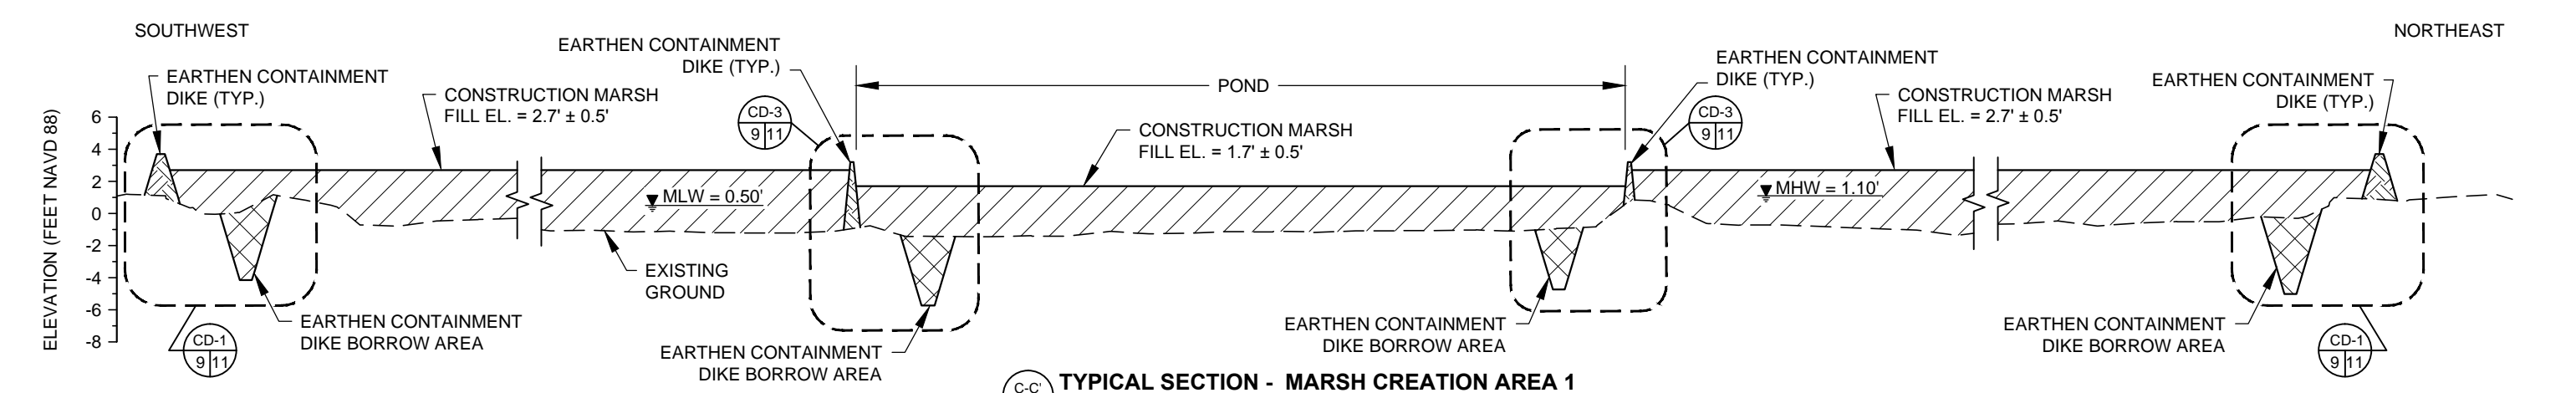 SOUTHWEST
NORTHEAST
EARTHEN CONTAINMENT
DIKE (TYP.)
CONSTRUCTION MARSH
FILL EL. = 2.7' ± 0.5'
EARTHEN CONTAINMENT
DIKE (TYP.)
CD-3
9 11
POND
CONSTRUCTION MARSH
FILL EL. = 1.7' ± 0.5'
EARTHEN CONTAINMENT
DIKE (TYP.)
CD-3
9 11
CONSTRUCTION MARSH
FILL EL. = 2.7' ± 0.5'
EARTHEN CONTAINMENT
DIKE (TYP.)
ELEVATION (FEET NAVD 88)
6
4
2
0
-2
-4
-6
-8
MLW = 0.50'
MHW = 1.10'
EXISTING
GROUND
EARTHEN CONTAINMENT
DIKE BORROW AREA
CD-1
9 11
EARTHEN CONTAINMENT
DIKE BORROW AREA
EARTHEN CONTAINMENT
DIKE BORROW AREA
EARTHEN CONTAINMENT
DIKE BORROW AREA
CD-1
9 11
C-C'
TYPICAL SECTION - MARSH CREATION AREA 1